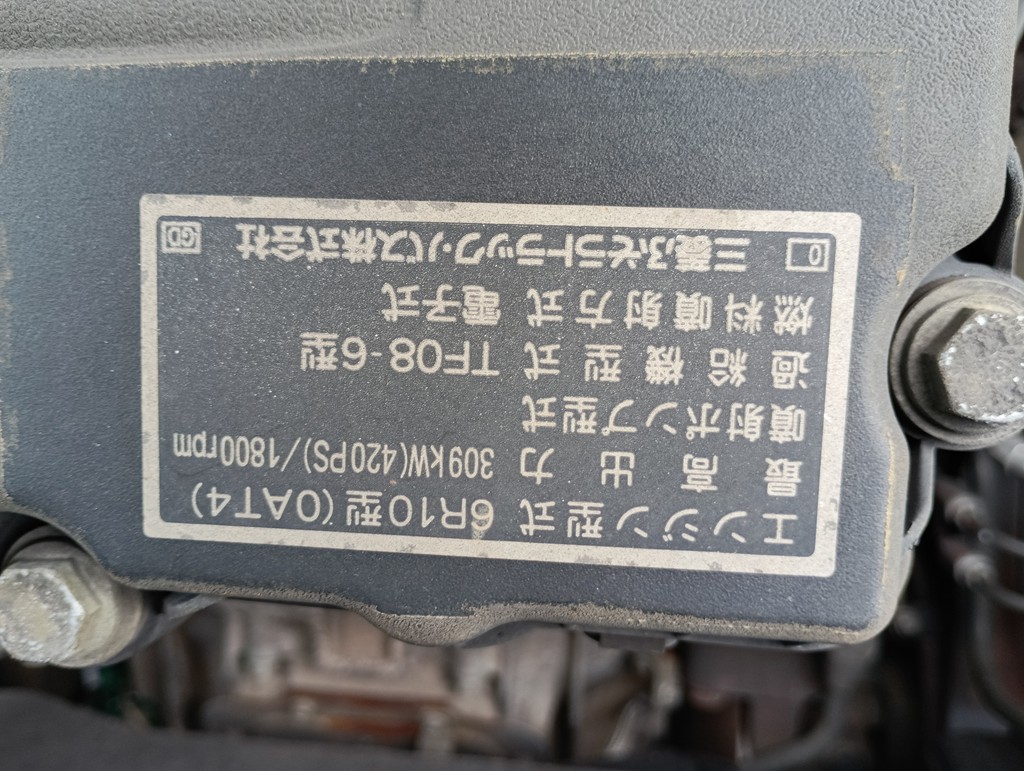 エンジン型式 6R10型(0AT4)
最高出力 309kW(420PS)/1800rpm
噴射ポンプ型式
過給機型式 TF08-6型
燃料噴射方式 電子式
0 三菱ふそうトラック・バス株式会社 GD